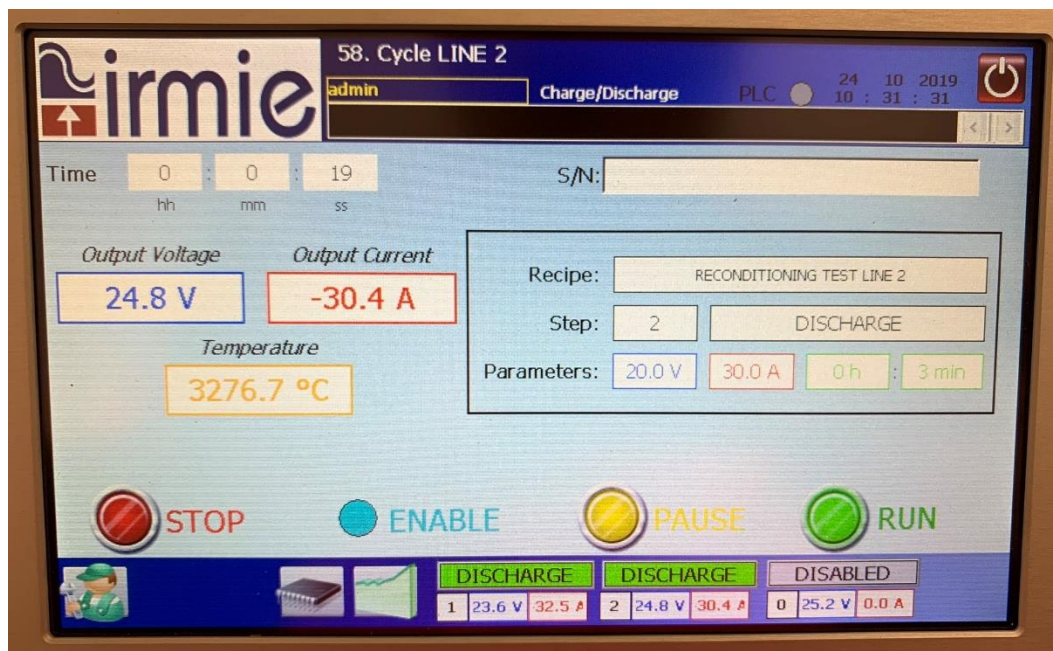 irmie
58. Cycle LINE 2
admin
Charge/Discharge
PLC
24 10 2019
10 : 31 : 31
< >
Time 0 : 0 : 19
hh mm ss
S/N:
Output Voltage Output Current
24.8 V -30.4 A
Temperature
3276.7 ºC
Recipe: RECONDITIONING TEST LINE 2
Step: 2 DISCHARGE
Parameters: 20.0 V 30.0 A 0 h : 3 min
STOP ENABLE PAUSE RUN
DISCHARGE DISCHARGE DISABLED
1 23.6 V -32.5 A 2 24.8 V -30.4 A 0 25.2 V 0.0 A